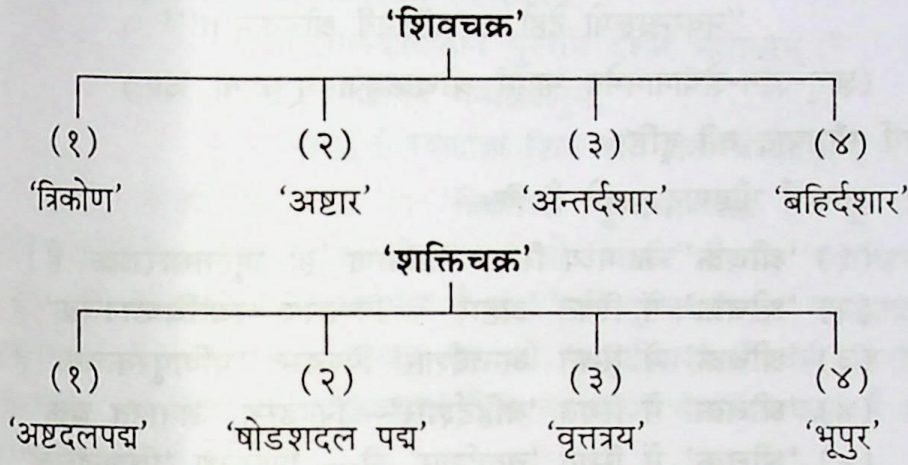 ‘शिवचक्र’
(१) (२) (३) (४)
‘त्रिकोण’ ‘अष्टार’ ‘अन्तर्दशार’ ‘बहिर्दशार’
‘शक्तिचक्र’
(१) (२) (३) (४)
‘अष्टदलपद्म’ ‘षोडशदल पद्म’ ‘वृत्तत्रय’ ‘भूपुर’